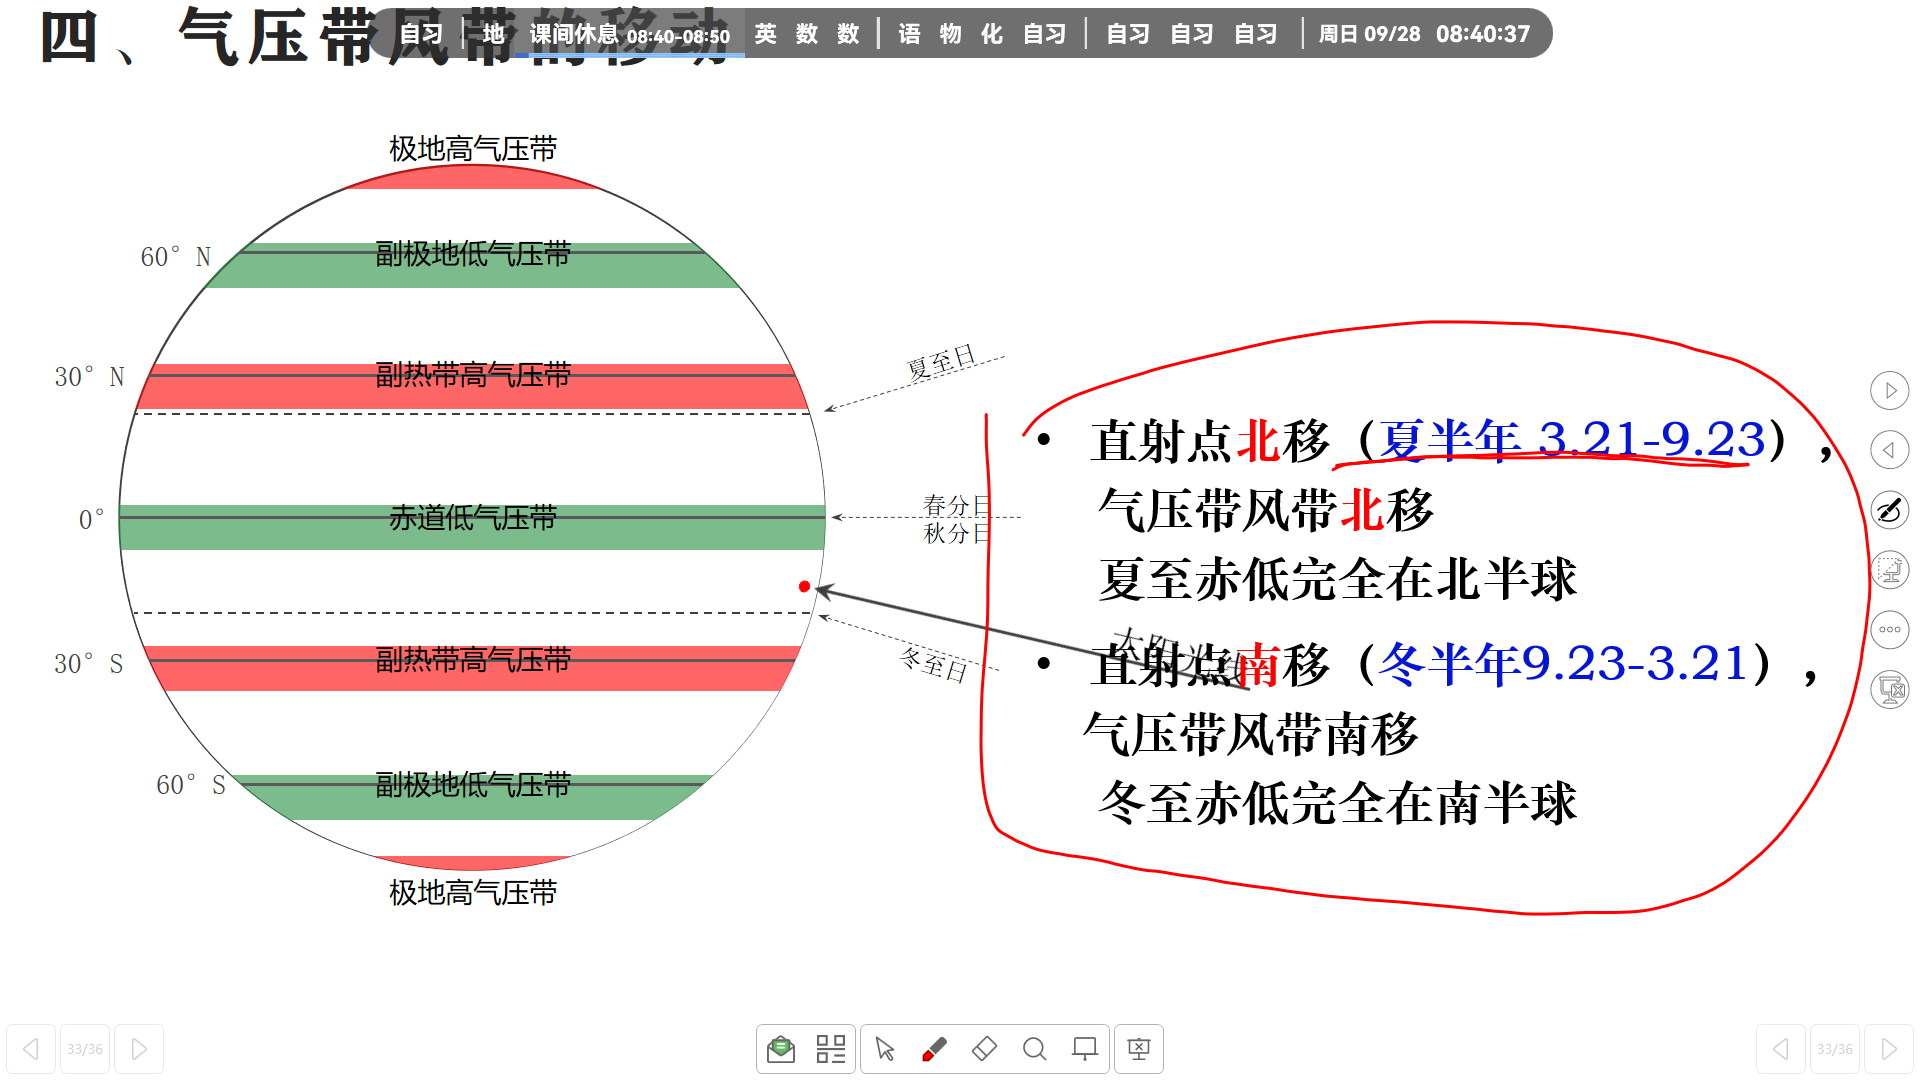 四、气压带风带的移动
自习 地 课间休息 08:40-08:50 英 数 数 语 物 化 自习 自习 自习 自习 周日 09/28 08:40:37
极地高气压带
60° N
副极地低气压带
30° N
副热带高气压带
0°
赤道低气压带
30° S
副热带高气压带
60° S
副极地低气压带
极地高气压带
夏至日
春分日
秋分日
冬至日
太阳光线
• 直射点北移（夏半年 3.21-9.23），
气压带风带北移
夏至赤低完全在北半球
• 直射点南移（冬半年9.23-3.21），
气压带风带南移
冬至赤低完全在南半球
33/36
33/36